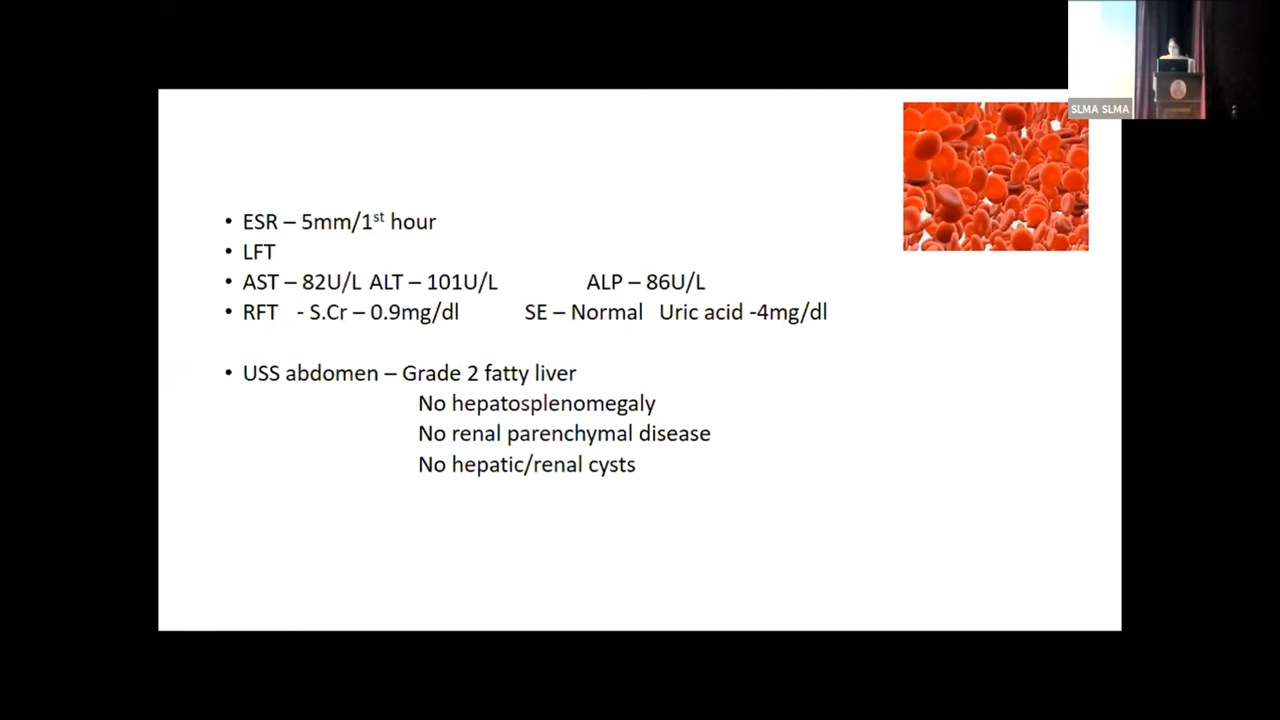 SLMA SLMA
• ESR – 5mm/1st hour
• LFT
• AST – 82U/L ALT – 101U/L ALP – 86U/L
• RFT - S.Cr – 0.9mg/dl SE – Normal Uric acid -4mg/dl
• USS abdomen – Grade 2 fatty liver
No hepatosplenomegaly
No renal parenchymal disease
No hepatic/renal cysts